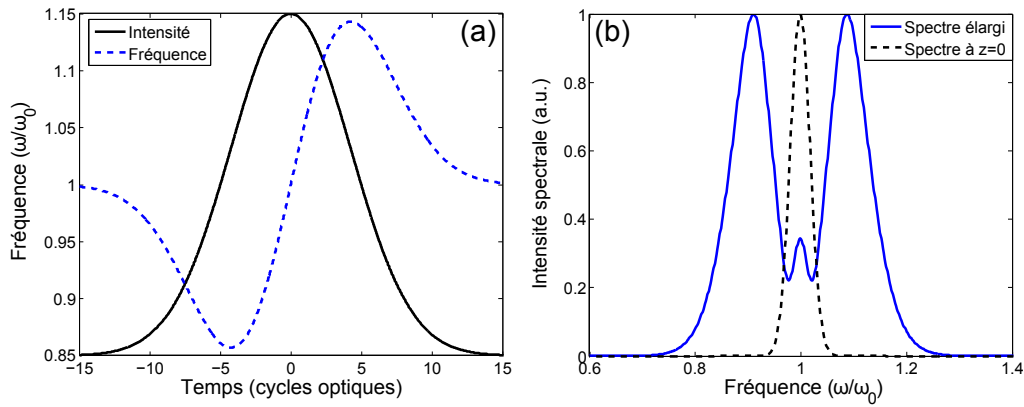 (a)
Intensité
Fréquence
1.15
1.1
1.05
1
0.95
0.9
0.85
−15
−10
−5
0
5
10
15
Fréquence (ω/ω0)
Temps (cycles optiques)
(b)
Spectre élargi
Spectre à z=0
1
0.8
0.6
0.4
0.2
0
0.6
0.8
1
1.2
1.4
Intensité spectrale (a.u.)
Fréquence (ω/ω0)